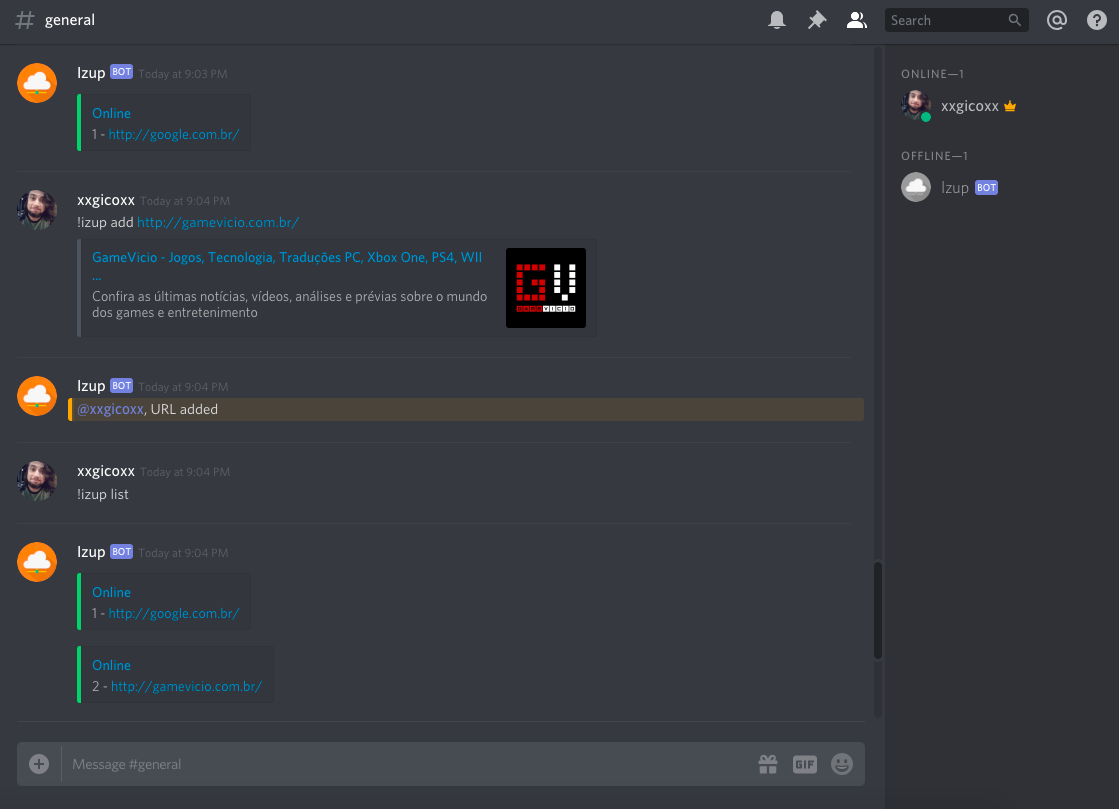 # general
Search
lzup BOT Today at 9:03 PM
Online
1 - http://google.com.br/
xxgicoxx Today at 9:04 PM
!izup add http://gamevicio.com.br/
GameVicio - Jogos, Tecnologia, Traduções PC, Xbox One, PS4, WII
...
Confira as últimas notícias, vídeos, análises e prévias sobre o mundo
dos games e entretenimento
GV
GAMEVICIO
lzup BOT Today at 9:04 PM
@xxgicoxx, URL added
xxgicoxx Today at 9:04 PM
!izup list
lzup BOT Today at 9:04 PM
Online
1 - http://google.com.br/
Online
2 - http://gamevicio.com.br/
Message #general
GIF
ONLINE—1
xxgicoxx
OFFLINE—1
lzup BOT